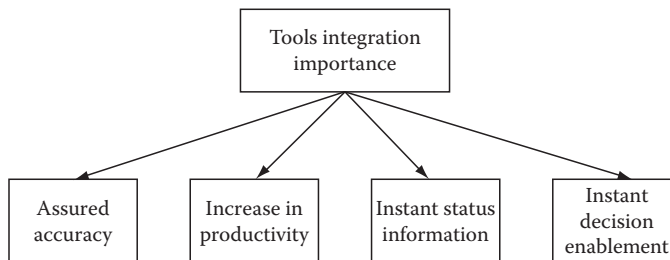 Tools integration
importance
Assured
accuracy
Increase in
productivity
Instant status
information
Instant
decision
enablement